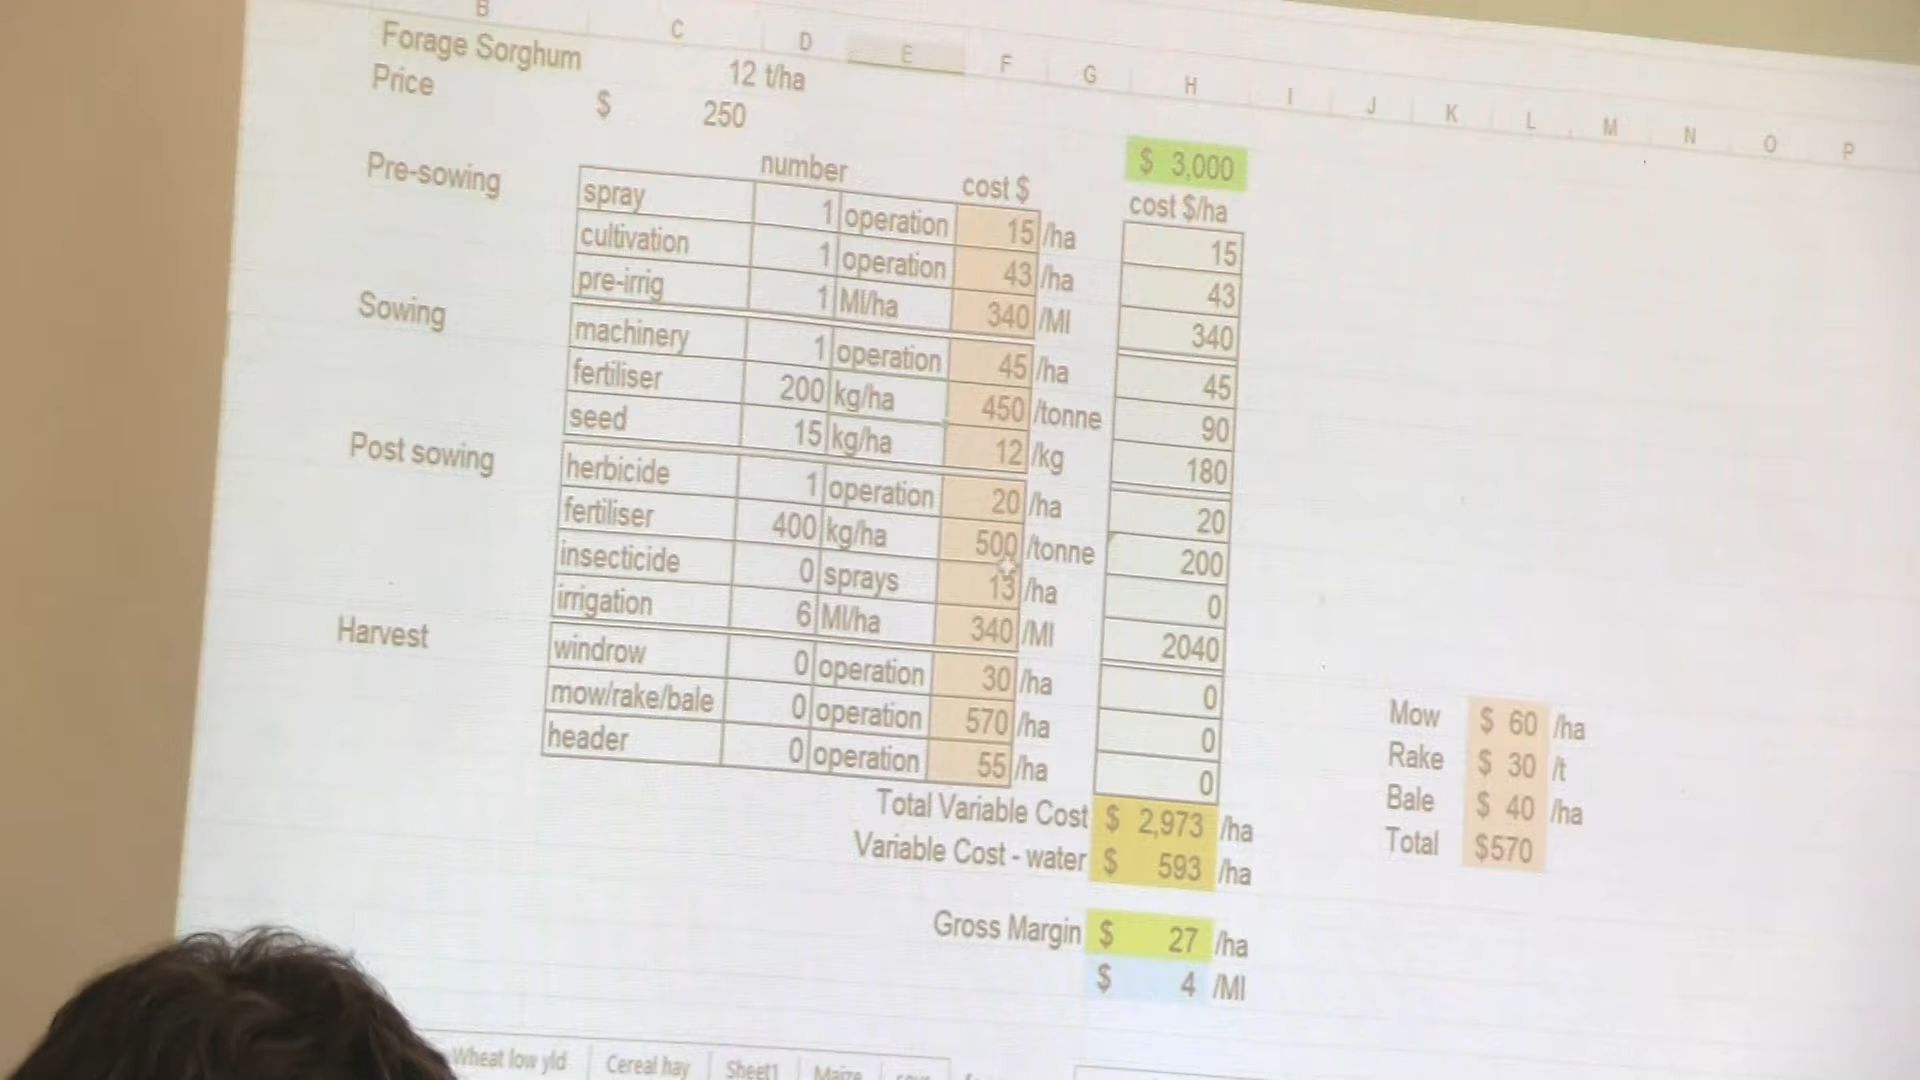 B C D E F G H I J K L M N O P
Forage Sorghum 12 t/ha
Price $ 250
$ 3,000
number cost $ cost $/ha
Pre-sowing spray 1 operation 15 /ha 15
cultivation 1 operation 43 /ha 43
pre-irrig 1 Ml/ha 340 /Ml 340
Sowing machinery 1 operation 45 /ha 45
fertiliser 200 kg/ha 450 /tonne 90
seed 15 kg/ha 12 /kg 180
Post sowing herbicide 1 operation 20 /ha 20
fertiliser 400 kg/ha 500 /tonne 200
insecticide 0 sprays 13 /ha 0
irrigation 6 Ml/ha 340 /Ml 2040
Harvest windrow 0 operation 30 /ha 0
mow/rake/bale 0 operation 570 /ha 0
header 0 operation 55 /ha 0
Total Variable Cost $ 2,973 /ha
Variable Cost - water $ 593 /ha
Gross Margin $ 27 /ha
$ 4 /Ml
Mow $ 60 /ha
Rake $ 30 /t
Bale $ 40 /ha
Total $570
Wheat low yld Cereal hay Sheet1 Maize